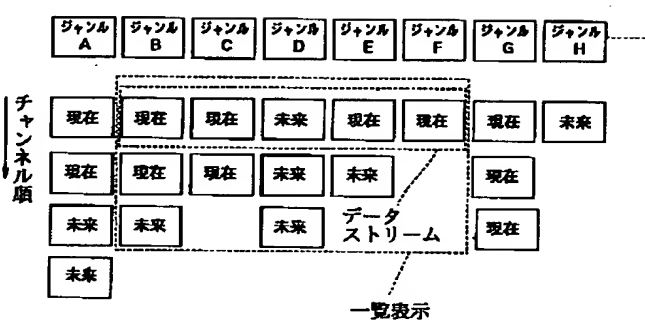 ジャンル ジャンル ジャンル ジャンル ジャンル ジャンル ジャンル ジャンル
A B C D E F G H
チャンネル順
現在 現在 現在 未来 現在 現在 現在 未来
現在 現在 現在 未来 未来 現在
未来 未来 未来 現在
データ
ストリーム
未来
一覧表示